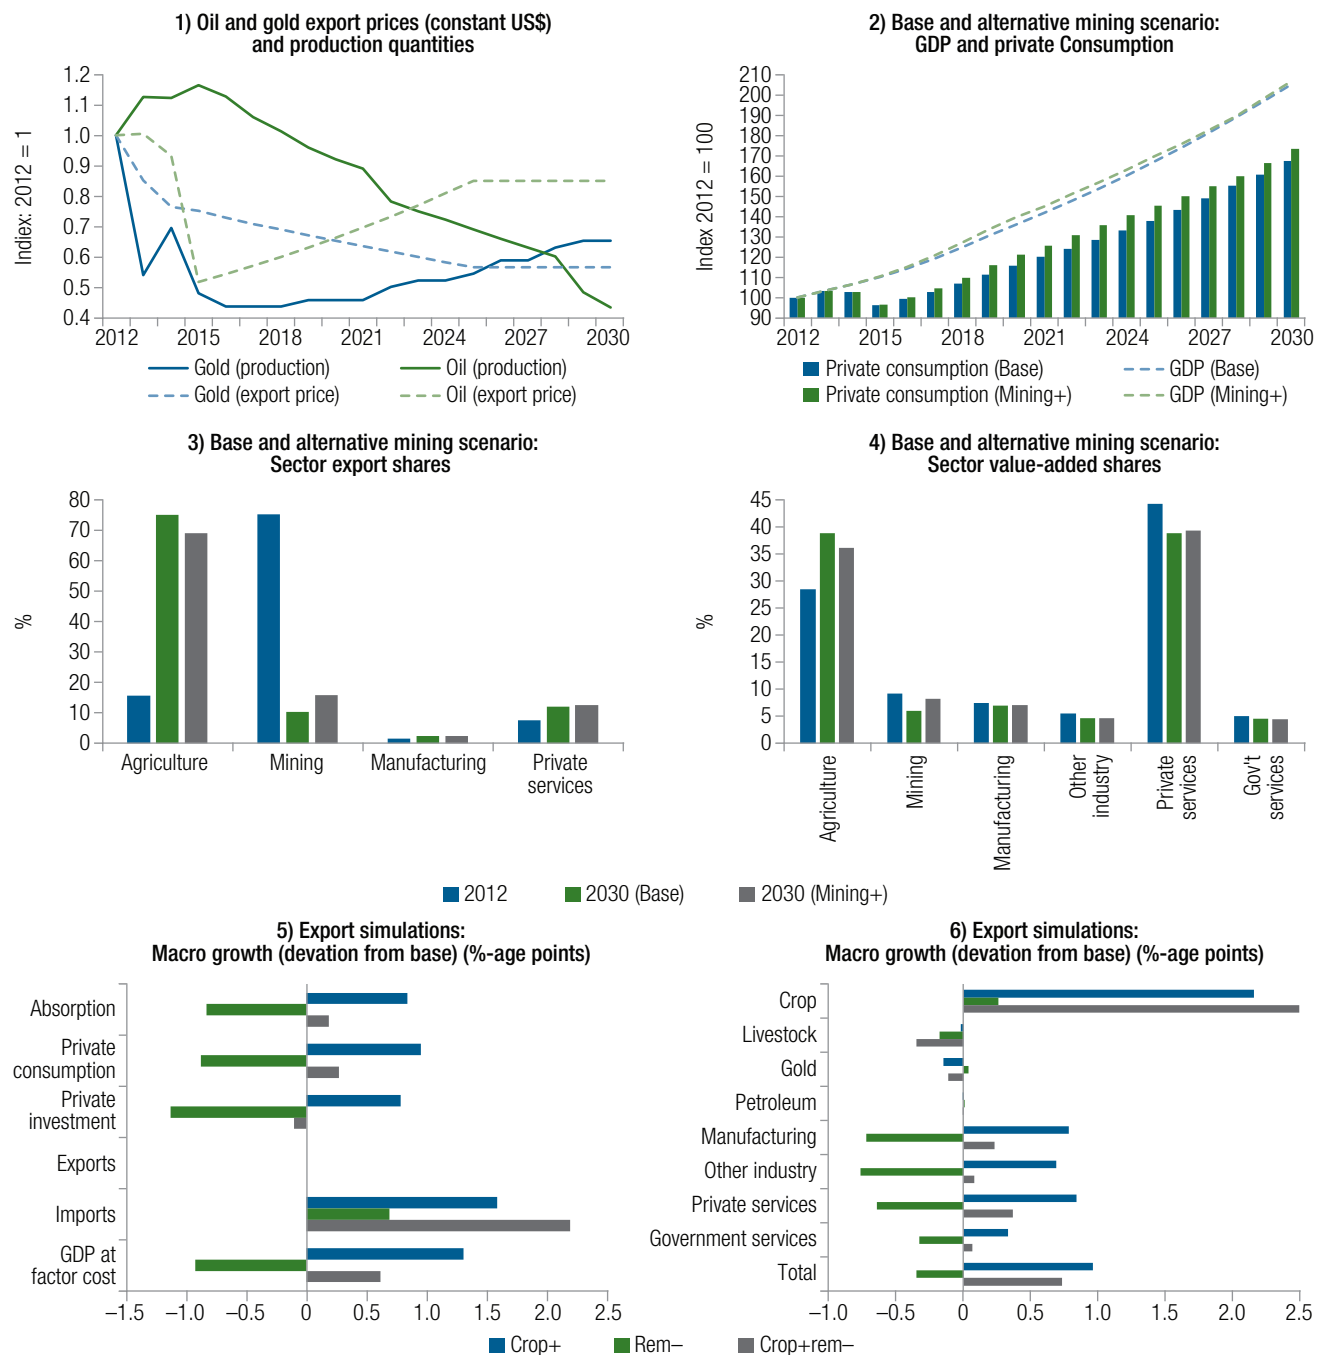 1) Oil and gold export prices (constant US$)
and production quantities
Indiex: 2012 = 1
1.2
1.1
1.0
0.9
0.8
0.7
0.6
0.5
0.4
2012 2015 2018 2021 2024 2027 2030
Gold (production)
Oil (production)
Gold (export price)
Oil (export price)
2) Base and alternative mining scenario:
GDP and private Consumption
Index 2012 = 100
210
200
190
180
170
160
150
140
130
120
110
100
90
2012 2015 2018 2021 2024 2027 2030
Private consumption (Base)
GDP (Base)
Private consumption (Mining+)
GDP (Mining+)
3) Base and alternative mining scenario:
Sector export shares
%
80
70
60
50
40
30
20
10
0
Agriculture
Mining
Manufacturing
Private
services
4) Base and alternative mining scenario:
Sector value-added shares
%
45
40
35
30
25
20
15
10
5
0
Agriculture
Mining
Manufacturing
Other
industry
Private
services
Gov't
services
2012
2030 (Base)
2030 (Mining+)
5) Export simulations:
Macro growth (devation from base) (%-age points)
Absorption
Private
consumption
Private
investment
Exports
Imports
GDP at
factor cost
–1.5 –1.0 –0.5 0 0.5 1.0 1.5 2.0 2.5
6) Export simulations:
Macro growth (devation from base) (%-age points)
Crop
Livestock
Gold
Petroleum
Manufacturing
Other industry
Private services
Government services
Total
–1.0 –0.5 0 0.5 1.0 1.5 2.0 2.5
Crop+
Rem–
Crop+rem–